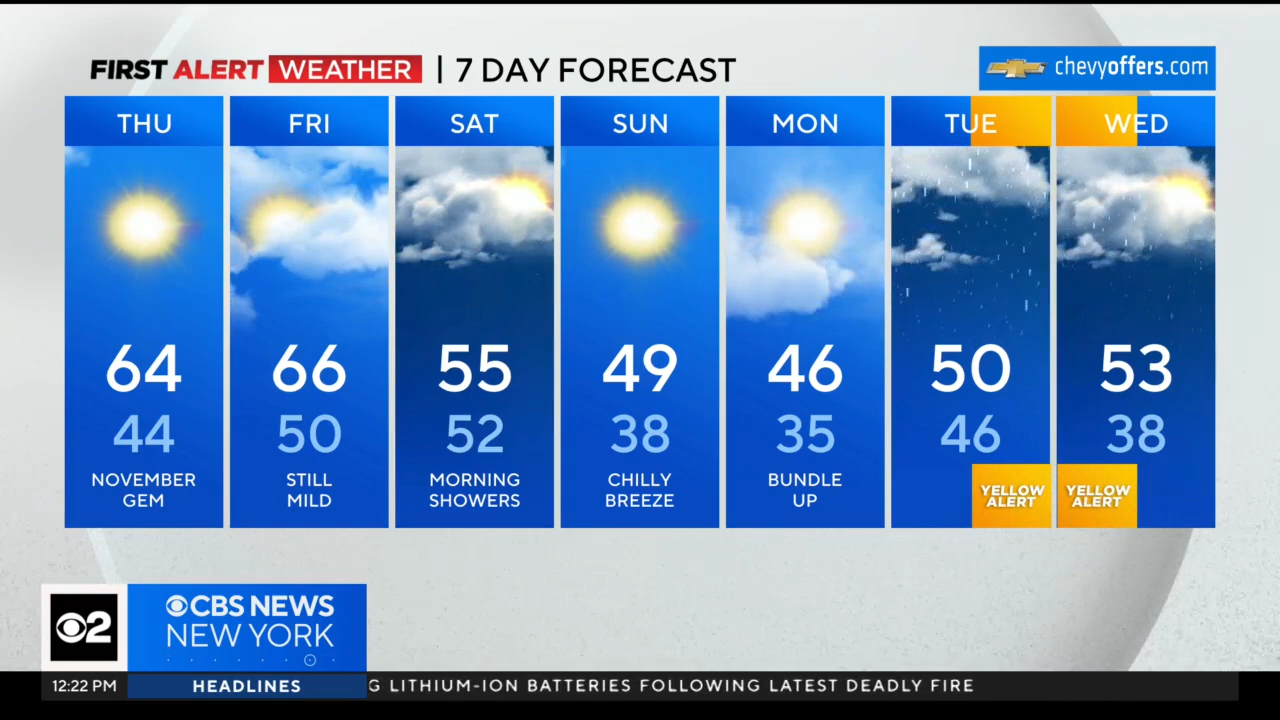 FIRST ALERT WEATHER | 7 DAY FORECAST
chevyoffers.com
THU FRI SAT SUN MON TUE WED
64 66 55 49 46 50 53
44 50 52 38 35 46 38
NOVEMBER GEM
STILL MILD
MORNING SHOWERS
CHILLY BREEZE
BUNDLE UP
YELLOW ALERT
YELLOW ALERT
2
CBS NEWS
NEW YORK
12:22 PM HEADLINES G LITHIUM-ION BATTERIES FOLLOWING LATEST DEADLY FIRE